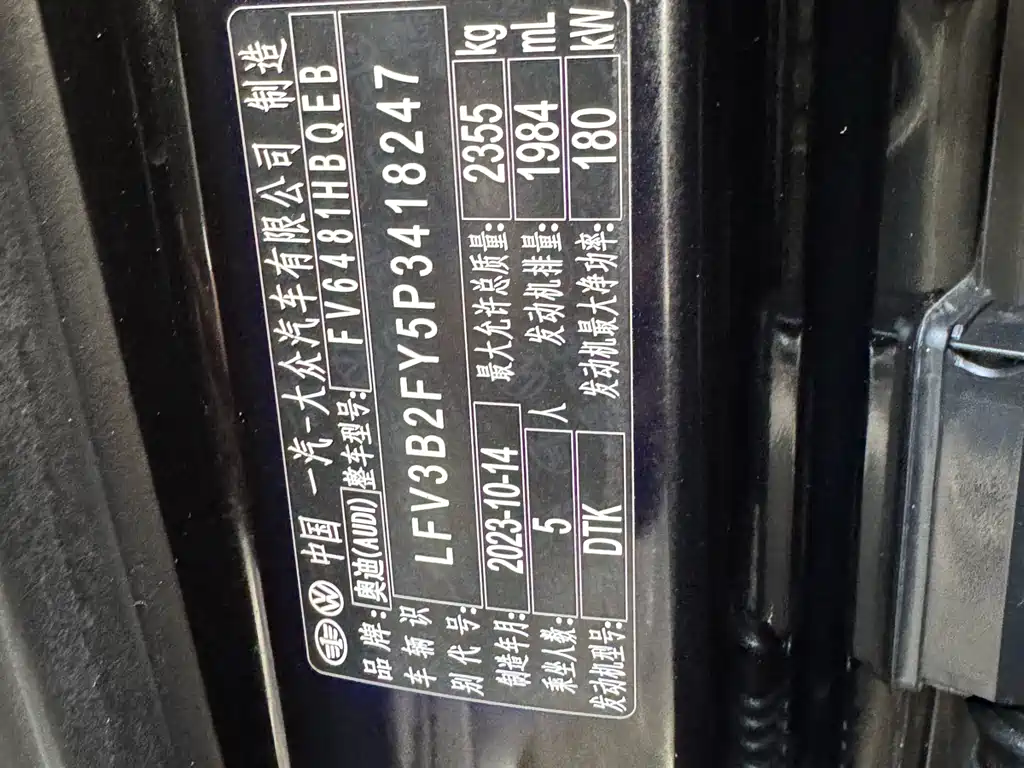 中国 一汽-大众汽车有限公司 制造
品牌: 奥迪(AUDI) 整车型号: FV6481HBQEB
车辆识别代号: LFV3B2FY5P3418247
制造年月: 2023-10-14 最大允许总质量: 2355 kg
乘坐人数: 5 人 发动机排量: 1984 mL
发动机型号: DTK 发动机最大净功率: 180 kW